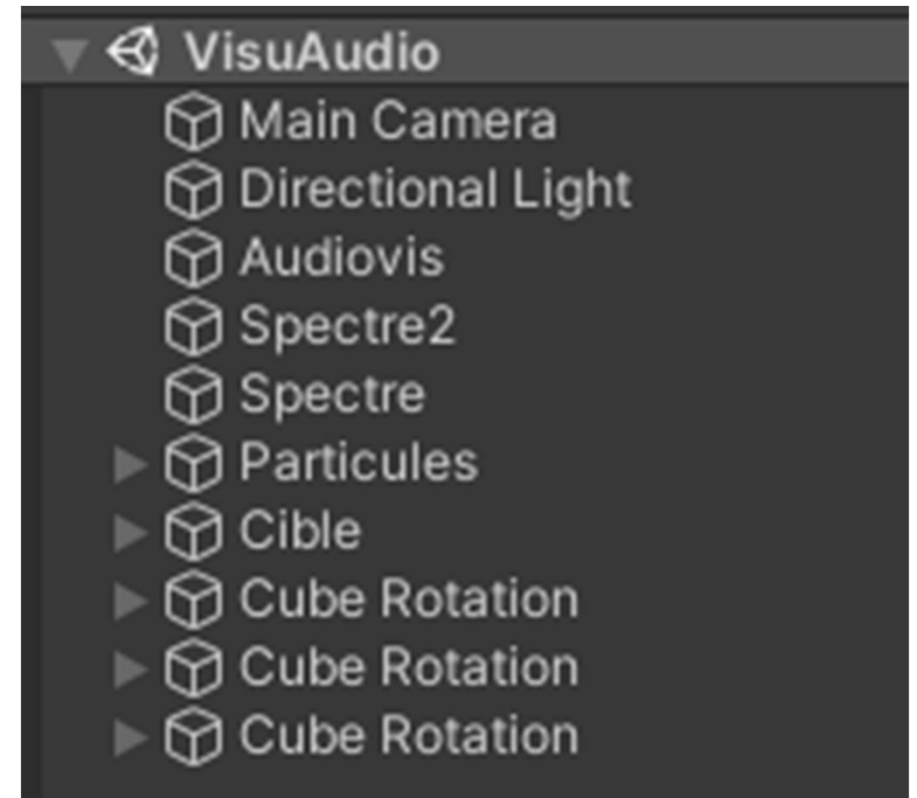 VisuAudio
Main Camera
Directional Light
Audiovis
Spectre2
Spectre
Particules
Cible
Cube Rotation
Cube Rotation
Cube Rotation